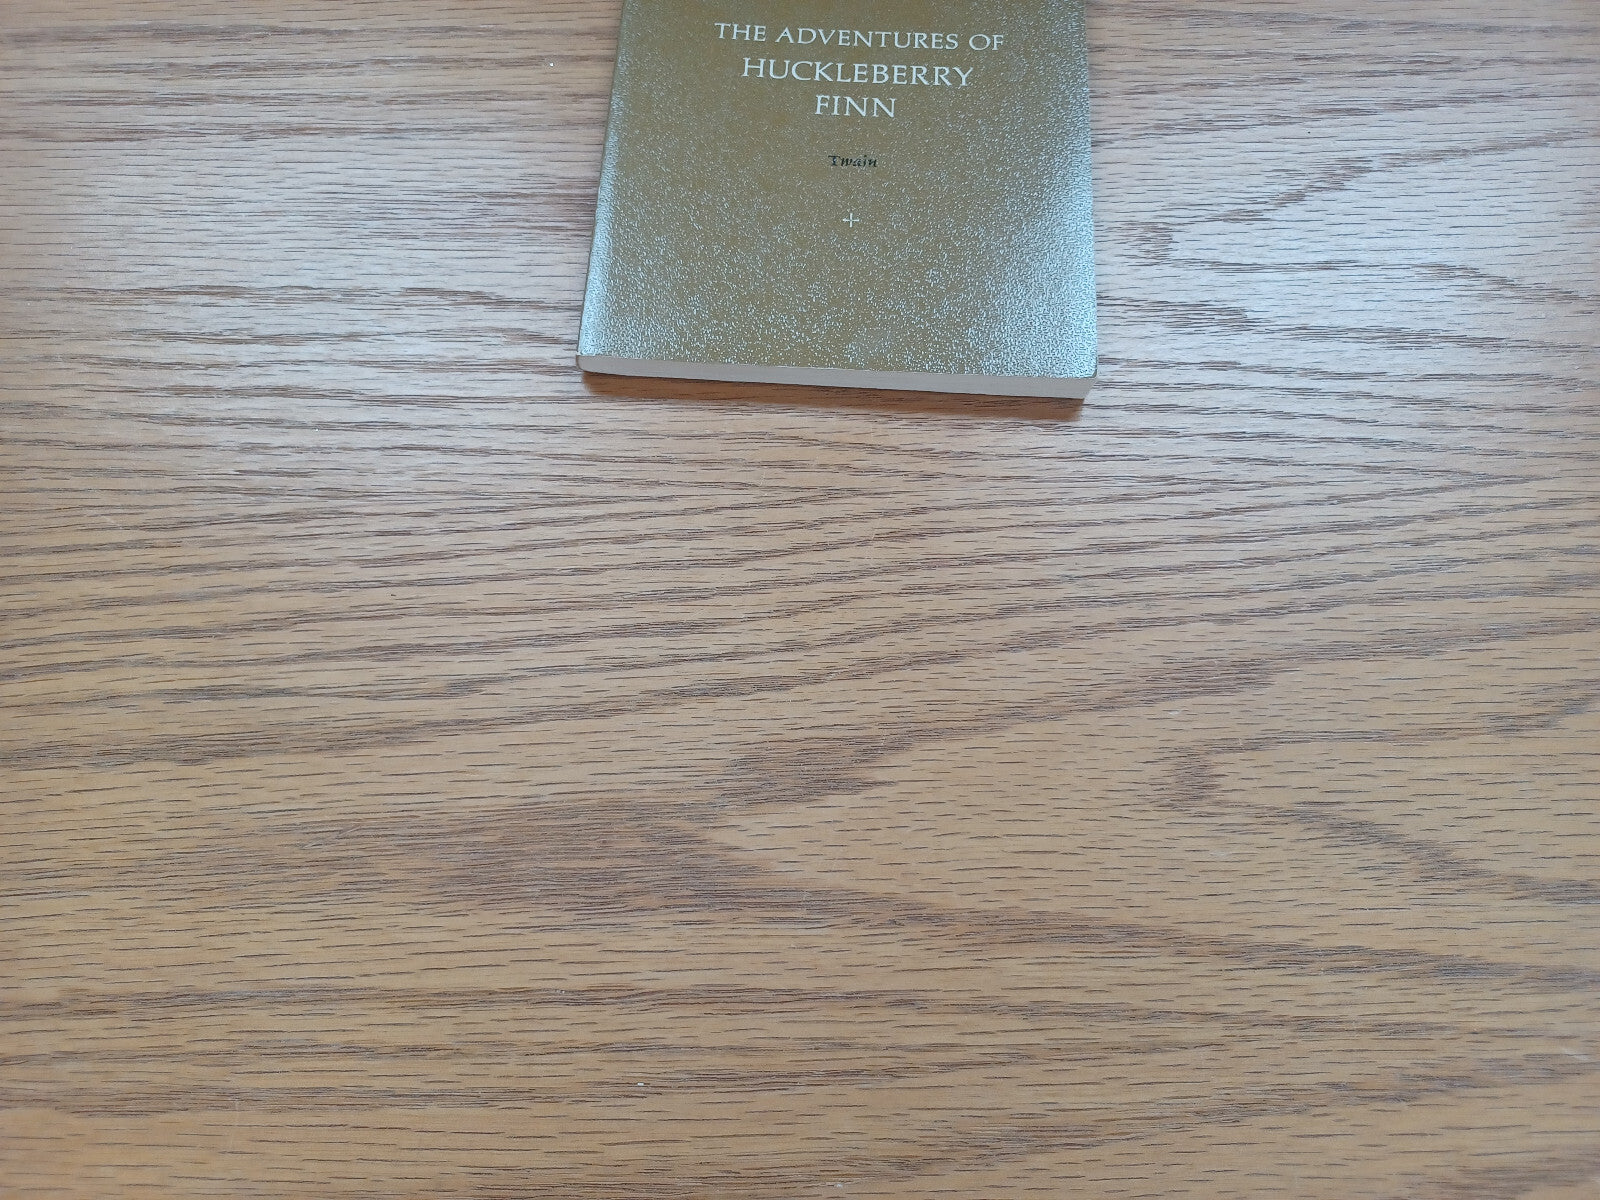 THE ADVENTURES OF
HUCKLEBERRY
FINN
Twain